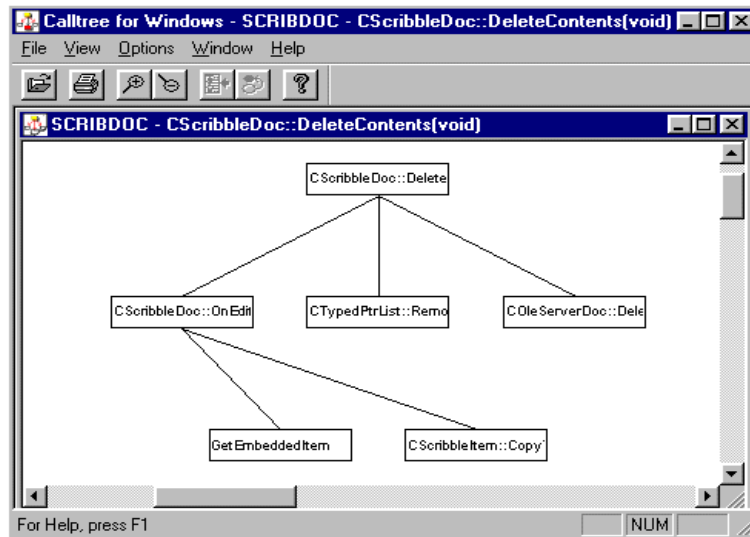 Calltree for Windows - SCRIBDOC - CScribbleDoc::DeleteContents(void)
File View Options Window Help
SCRIBDOC - CScribbleDoc::DeleteContents(void)
CScribbleDoc::Delete
CScribbleDoc::OnEdit CTypedPtrList::Remo COleServerDoc::Dele
GetEmbeddedItem CScribbleItem::CopyT
For Help, press F1 NUM